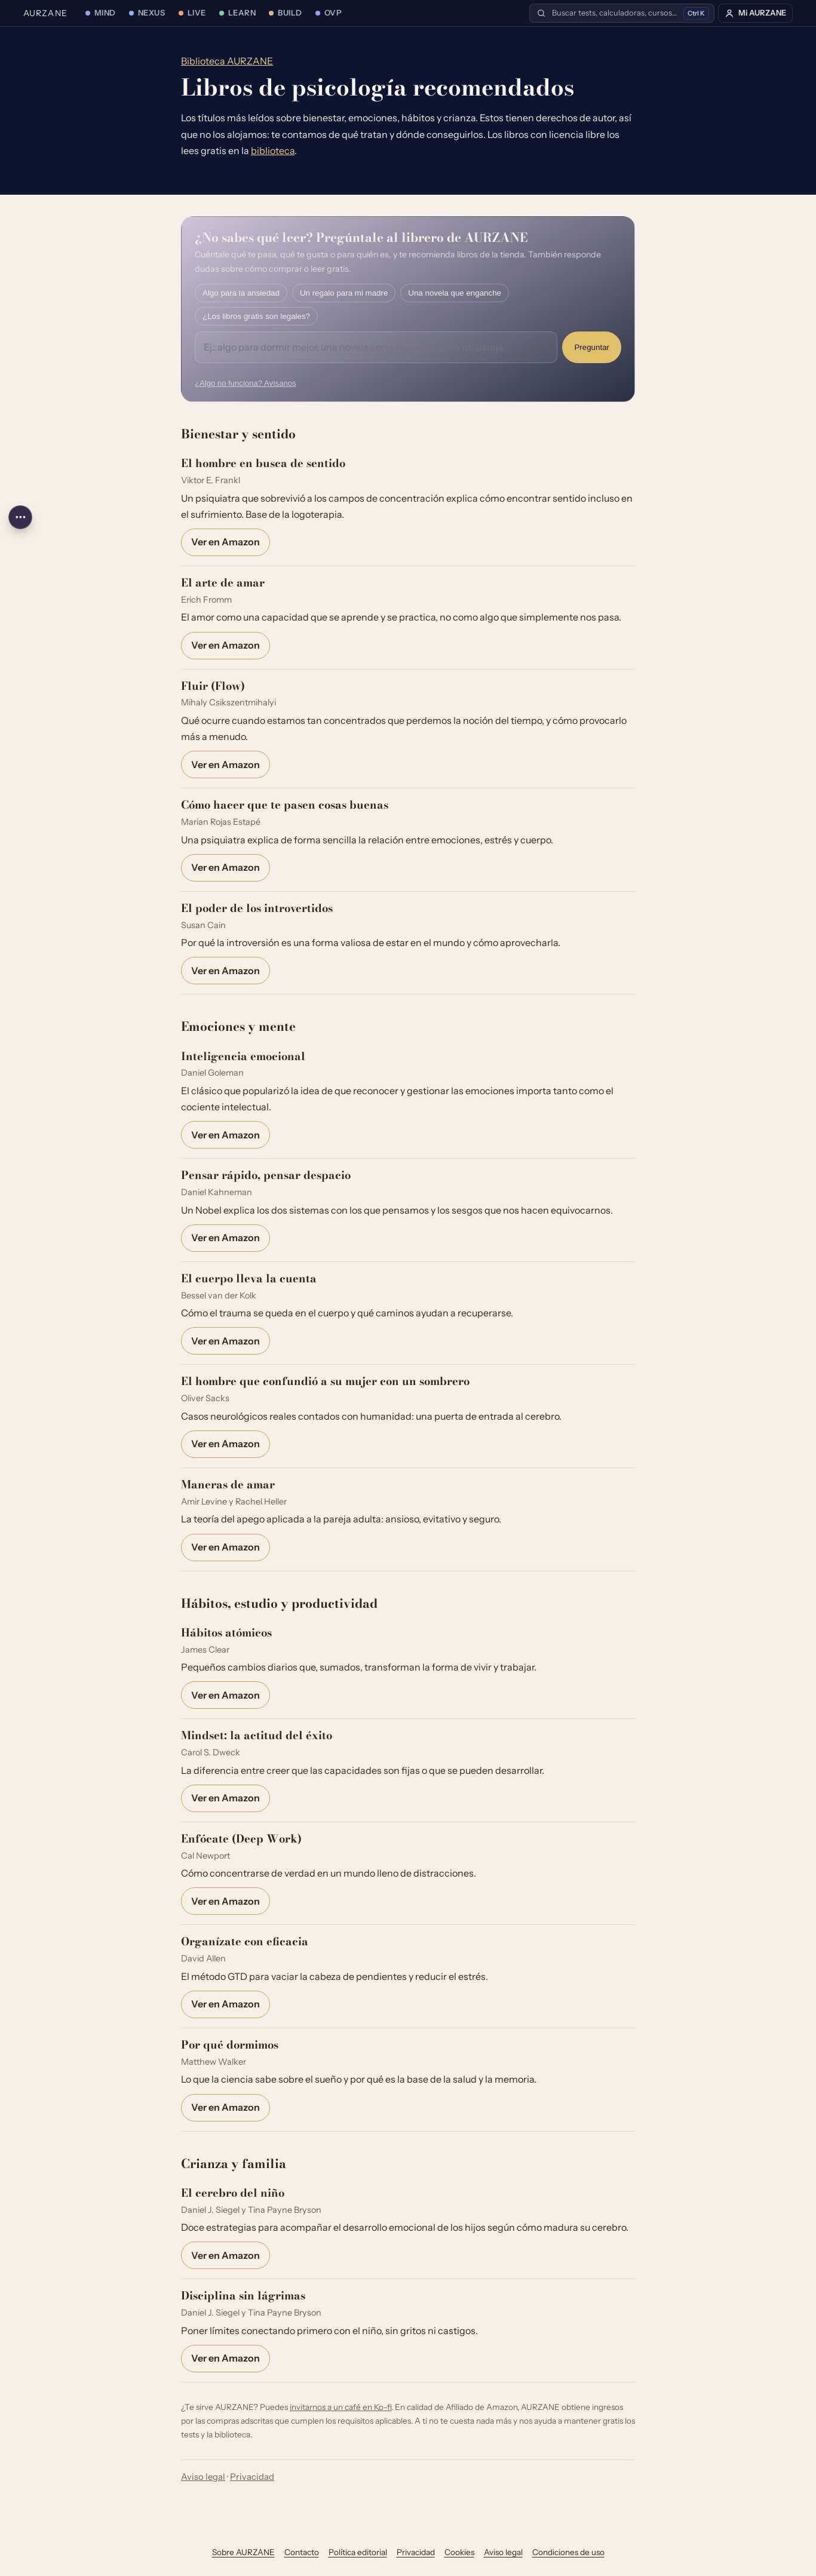 AURZANE MIND NEXUS LIVE LEARN BUILD OVP Buscar tests, calculadoras, cursos... Ctrl K Mi AURZANE
Biblioteca AURZANE
Libros de psicología recomendados
Los títulos más leídos sobre bienestar, emociones, hábitos y crianza. Estos tienen derechos de autor, así
que no los alojamos: te contamos de qué tratan y dónde conseguirlos. Los libros con licencia libre los
lees gratis en la biblioteca.
¿No sabes qué leer? Pregúntale al librero de AURZANE
Cuéntale qué te pasa, qué te gusta o para quién es, y te recomienda libros de la tienda. También responde
dudas sobre cómo comprar o leer gratis.
Algo para la ansiedad Un regalo para mi madre Una novela que enganche
¿Los libros gratis son legales?
Ej.: algo para dormir mejor, una novela
Preguntar
¿Algo no funciona? Avísanos
Bienestar y sentido
El hombre en busca de sentido
Viktor E. Frankl
Un psiquiatra que sobrevivió a los campos de concentración explica cómo encontrar sentido incluso en
el sufrimiento. Base de la logoterapia.
Ver en Amazon
El arte de amar
Erich Fromm
El amor como una capacidad que se aprende y se practica, no como algo que simplemente nos pasa.
Ver en Amazon
Fluir (Flow)
Mihaly Csikszentmihalyi
Qué ocurre cuando estamos tan concentrados que perdemos la noción del tiempo, y cómo provocarlo
más a menudo.
Ver en Amazon
Cómo hacer que te pasen cosas buenas
Marian Rojas Estapé
Una psiquiatra explica de forma sencilla la relación entre emociones, estrés y cuerpo.
Ver en Amazon
El poder de los introvertidos
Susan Cain
Por qué la introversión es una forma valiosa de estar en el mundo y cómo aprovecharla.
Ver en Amazon
Emociones y mente
Inteligencia emocional
Daniel Goleman
El clásico que popularizó la idea de que reconocer y gestionar las emociones importa tanto como el
cociente intelectual.
Ver en Amazon
Pensar rápido, pensar despacio
Daniel Kahneman
Un Nobel explica los dos sistemas con los que pensamos y los sesgos que nos hacen equivocarnos.
Ver en Amazon
El cuerpo lleva la cuenta
Bessel van der Kolk
Cómo el trauma se queda en el cuerpo y qué caminos ayudan a recuperarse.
Ver en Amazon
El hombre que confundió a su mujer con un sombrero
Oliver Sacks
Casos neurológicos reales contados con humanidad: una puerta de entrada al cerebro.
Ver en Amazon
Maneras de amar
Amir Levine y Rachel Heller
La teoría del apego aplicada a la pareja adulta: ansioso, evitativo y seguro.
Ver en Amazon
Hábitos, estudio y productividad
Hábitos atómicos
James Clear
Pequeños cambios diarios que, sumados, transforman la forma de vivir y trabajar.
Ver en Amazon
Mindset: la actitud del éxito
Carol S. Dweck
La diferencia entre creer que las capacidades son fijas o que se pueden desarrollar.
Ver en Amazon
Enfócate (Deep Work)
Cal Newport
Cómo concentrarse de verdad en un mundo lleno de distracciones.
Ver en Amazon
Organízate con eficacia
David Allen
El método GTD para vaciar la cabeza de pendientes y reducir el estrés.
Ver en Amazon
Por qué dormimos
Matthew Walker
Lo que la ciencia sabe sobre el sueño y por qué es la base de la salud y la memoria.
Ver en Amazon
Crianza y familia
El cerebro del niño
Daniel J. Siegel y Tina Payne Bryson
Doce estrategias para acompañar el desarrollo emocional de los hijos según cómo madura su cerebro.
Ver en Amazon
Disciplina sin lágrimas
Daniel J. Siegel y Tina Payne Bryson
Poner límites conectando primero con el niño, sin gritos ni castigos.
Ver en Amazon
¿Te sirve AURZANE? Puedes invitarnos a un café en Ko-fi. En calidad de Afiliado de Amazon, AURZANE obtiene ingresos
por las compras adscritas que cumplen los requisitos aplicables. A ti no te cuesta nada más y nos ayuda a mantener gratis los
tests y la biblioteca.
Aviso legal · Privacidad
Sobre AURZANE Contacto Política editorial Privacidad Cookies Aviso legal Condiciones de uso